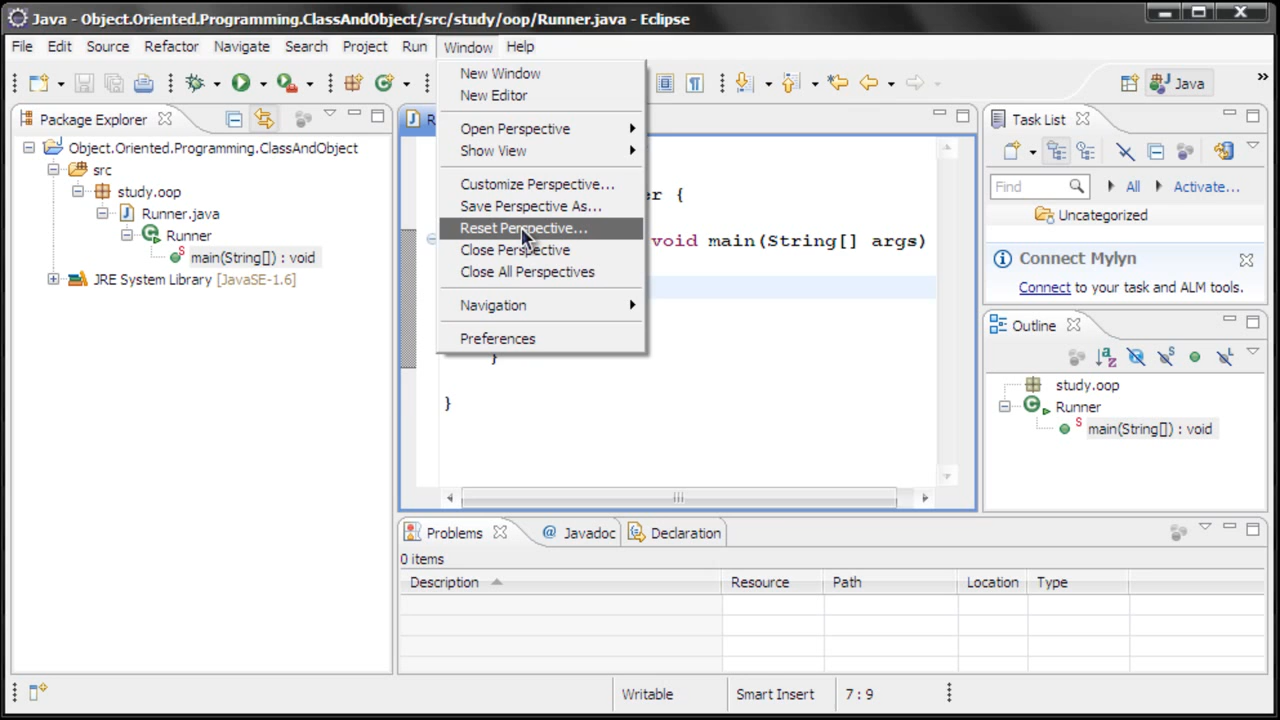 Java - Object.Oriented.Programming.ClassAndObject/src/study/oop/Runner.java - Eclipse
File Edit Source Refactor Navigate Search Project Run Window Help
New Window
New Editor
Open Perspective
Show View
Customize Perspective...
Save Perspective As...
Reset Perspective...
Close Perspective
Close All Perspectives
Navigation
Preferences
Java
»
Package Explorer
Object.Oriented.Programming.ClassAndObject
src
study.oop
Runner.java
Runner
main(String[]) : void
JRE System Library [JavaSE-1.6]
R
er {
void main(String[] args)
}
}
Task List
Find All Activate...
Uncategorized
Connect Mylyn
Connect to your task and ALM tools.
Outline
study.oop
Runner
main(String[]) : void
Problems @ Javadoc Declaration
0 items
Description Resource Path Location Type
Writable Smart Insert 7 : 9